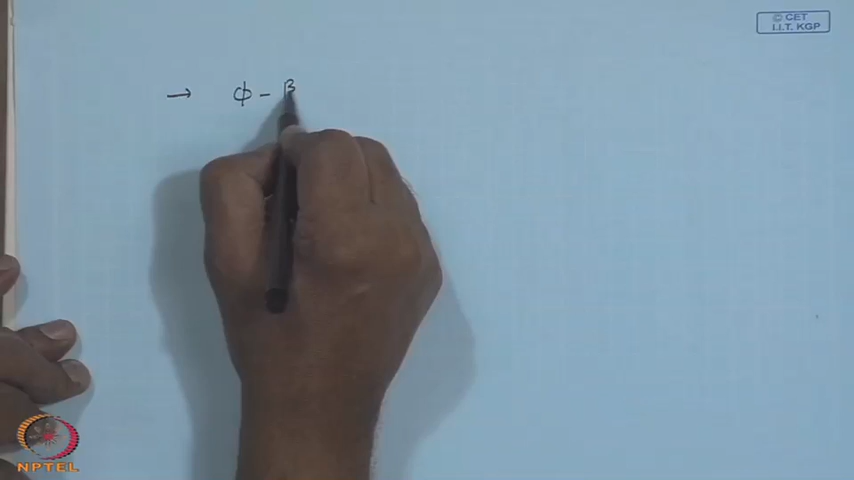 © CET
I.I.T. KGP
→ φ - β
NPTEL